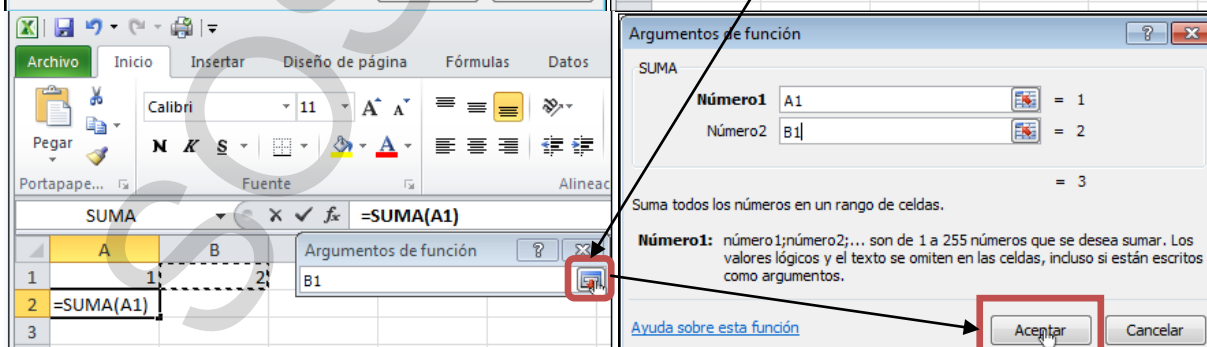 Archivo Inicio Insertar Diseño de página Fórmulas Datos
Calibri 11 A A
Pegar
N K S A
Portapape... Fuente Alineac
SUMA fx =SUMA(A1)
A B
1 1 2
2 =SUMA(A1)
3
Argumentos de función ?
B1
Argumentos de función ?
SUMA
Número1 A1 = 1
Número2 B1 = 2
= 3
Suma todos los números en un rango de celdas.
Número1: número1;número2;... son de 1 a 255 números que se desea sumar. Los
valores lógicos y el texto se omiten en las celdas, incluso si están escritos
como argumentos.
Ayuda sobre esta función Aceptar Cancelar